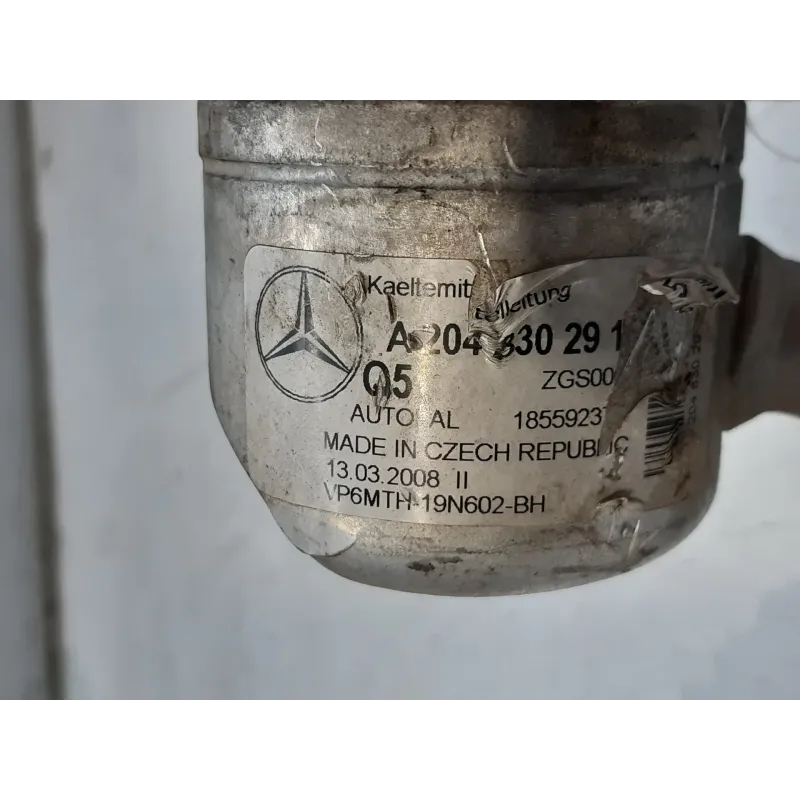 Kaeltemit leitung
A 204 830 29 1
Q5 ZGS00
AUTO AL 1855923
MADE IN CZECH REPUBLIC
13.03.2008 II
VP6MTH-19N602-BH